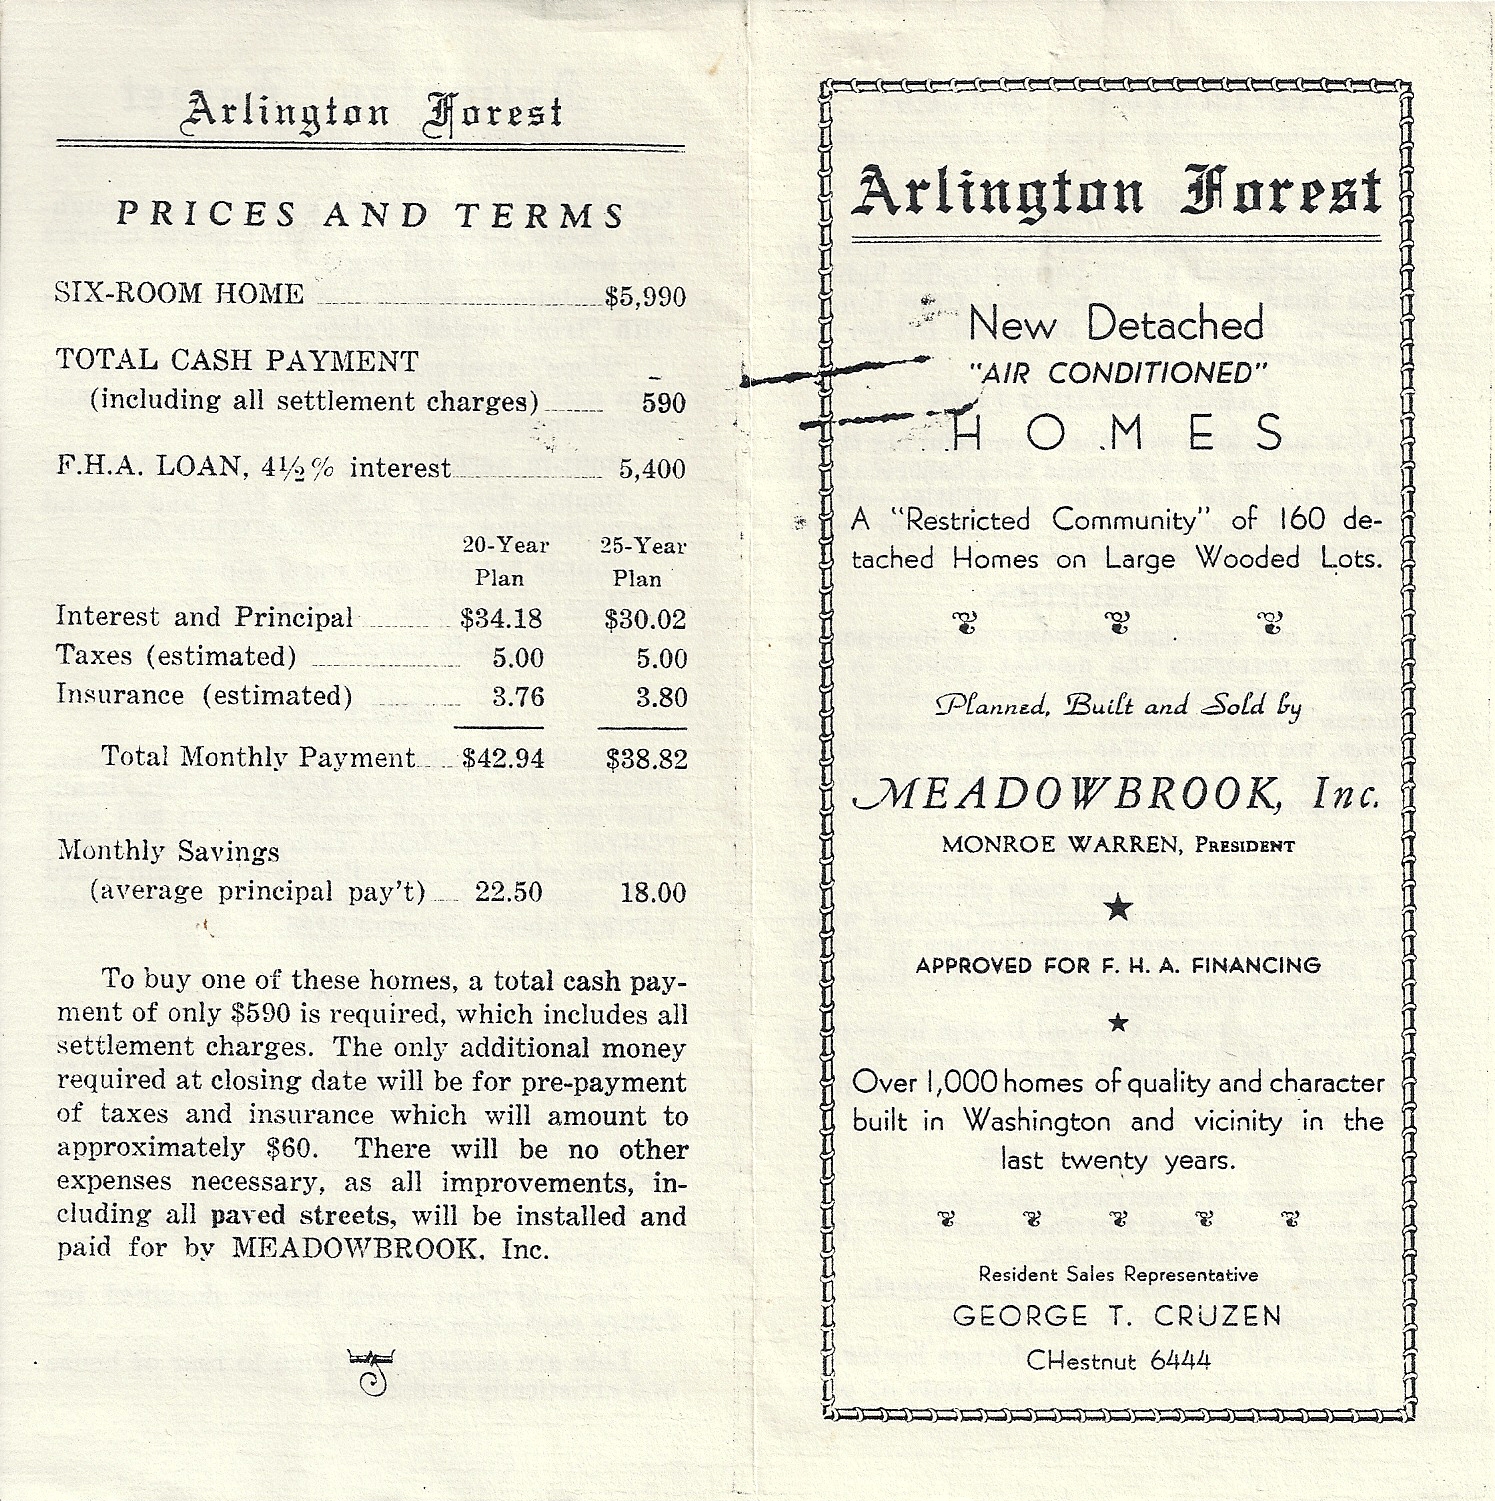 Arlington Forest
PRICES AND TERMS
SIX-ROOM HOME $5,990
TOTAL CASH PAYMENT
(including all settlement charges) 590
F.H.A. LOAN, 4½% interest 5,400
20-Year 25-Year
Plan Plan
Interest and Principal $34.18 $30.02
Taxes (estimated) 5.00 5.00
Insurance (estimated) 3.76 3.80
Total Monthly Payment $42.94 $38.82
Monthly Savings
(average principal pay't) 22.50 18.00
To buy one of these homes, a total cash pay-
ment of only $590 is required, which includes all
settlement charges. The only additional money
required at closing date will be for pre-payment
of taxes and insurance which will amount to
approximately $60. There will be no other
expenses necessary, as all improvements, in-
cluding all paved streets, will be installed and
paid for by MEADOWBROOK, Inc.
Arlington Forest
New Detached
"AIR CONDITIONED"
HOMES
A "Restricted Community" of 160 de-
tached Homes on Large Wooded Lots.
Planned, Built and Sold by
MEADOWBROOK, Inc.
MONROE WARREN, PRESIDENT
APPROVED FOR F. H. A. FINANCING
Over 1,000 homes of quality and character
built in Washington and vicinity in the
last twenty years.
Resident Sales Representative
GEORGE T. CRUZEN
CHestnut 6444